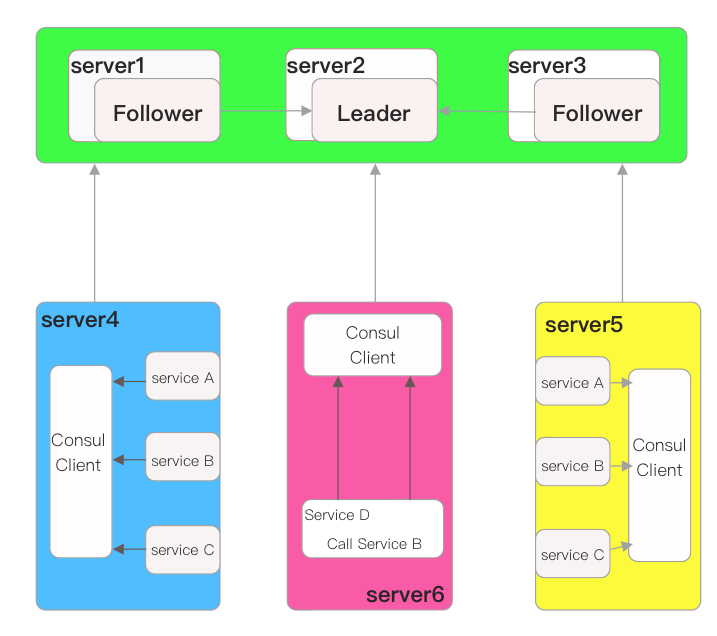 server1
Follower
server2
Leader
server3
Follower
server4
Consul
Client
service A
service B
service C
Consul
Client
Service D
Call Service B
server6
server5
service A
service B
service C
Consul
Client